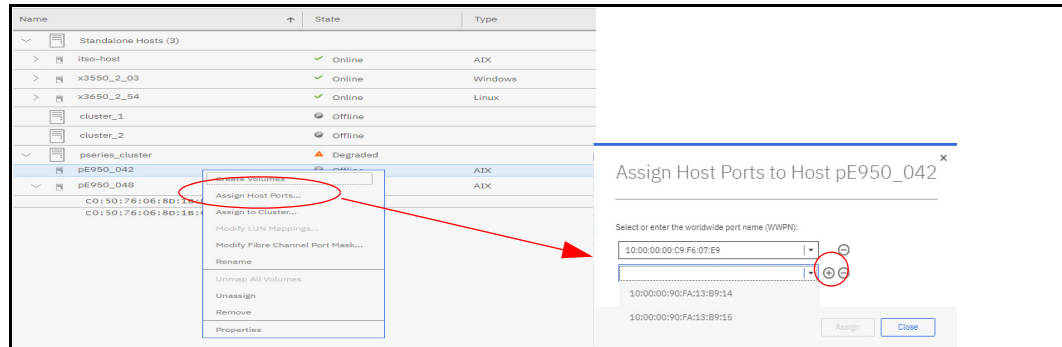 Name State Type
Standalone Hosts (3)
itso-host Online AIX
x3550_2_03 Online Windows
x3650_2_54 Online Linux
cluster_1 Offline
cluster_2 Offline
pseries_cluster Degraded
pE950_042 Offline AIX
pE950_048 AIX
C0:50:76:06:8D:1B:
C0:50:76:06:8D:1B:
Create Volumes
Assign Host Ports...
Assign to Cluster...
Modify LUN Mappings...
Modify Fibre Channel Port Mask...
Rename
Unmap All Volumes
Unassign
Remove
Properties
Assign Host Ports to Host pE950_042
Select or enter the worldwide port name (WWPN):
10:00:00:00:C9:F6:07:E9
10:00:00:90:FA:13:B9:14
10:00:00:90:FA:13:B9:15
Assign Close